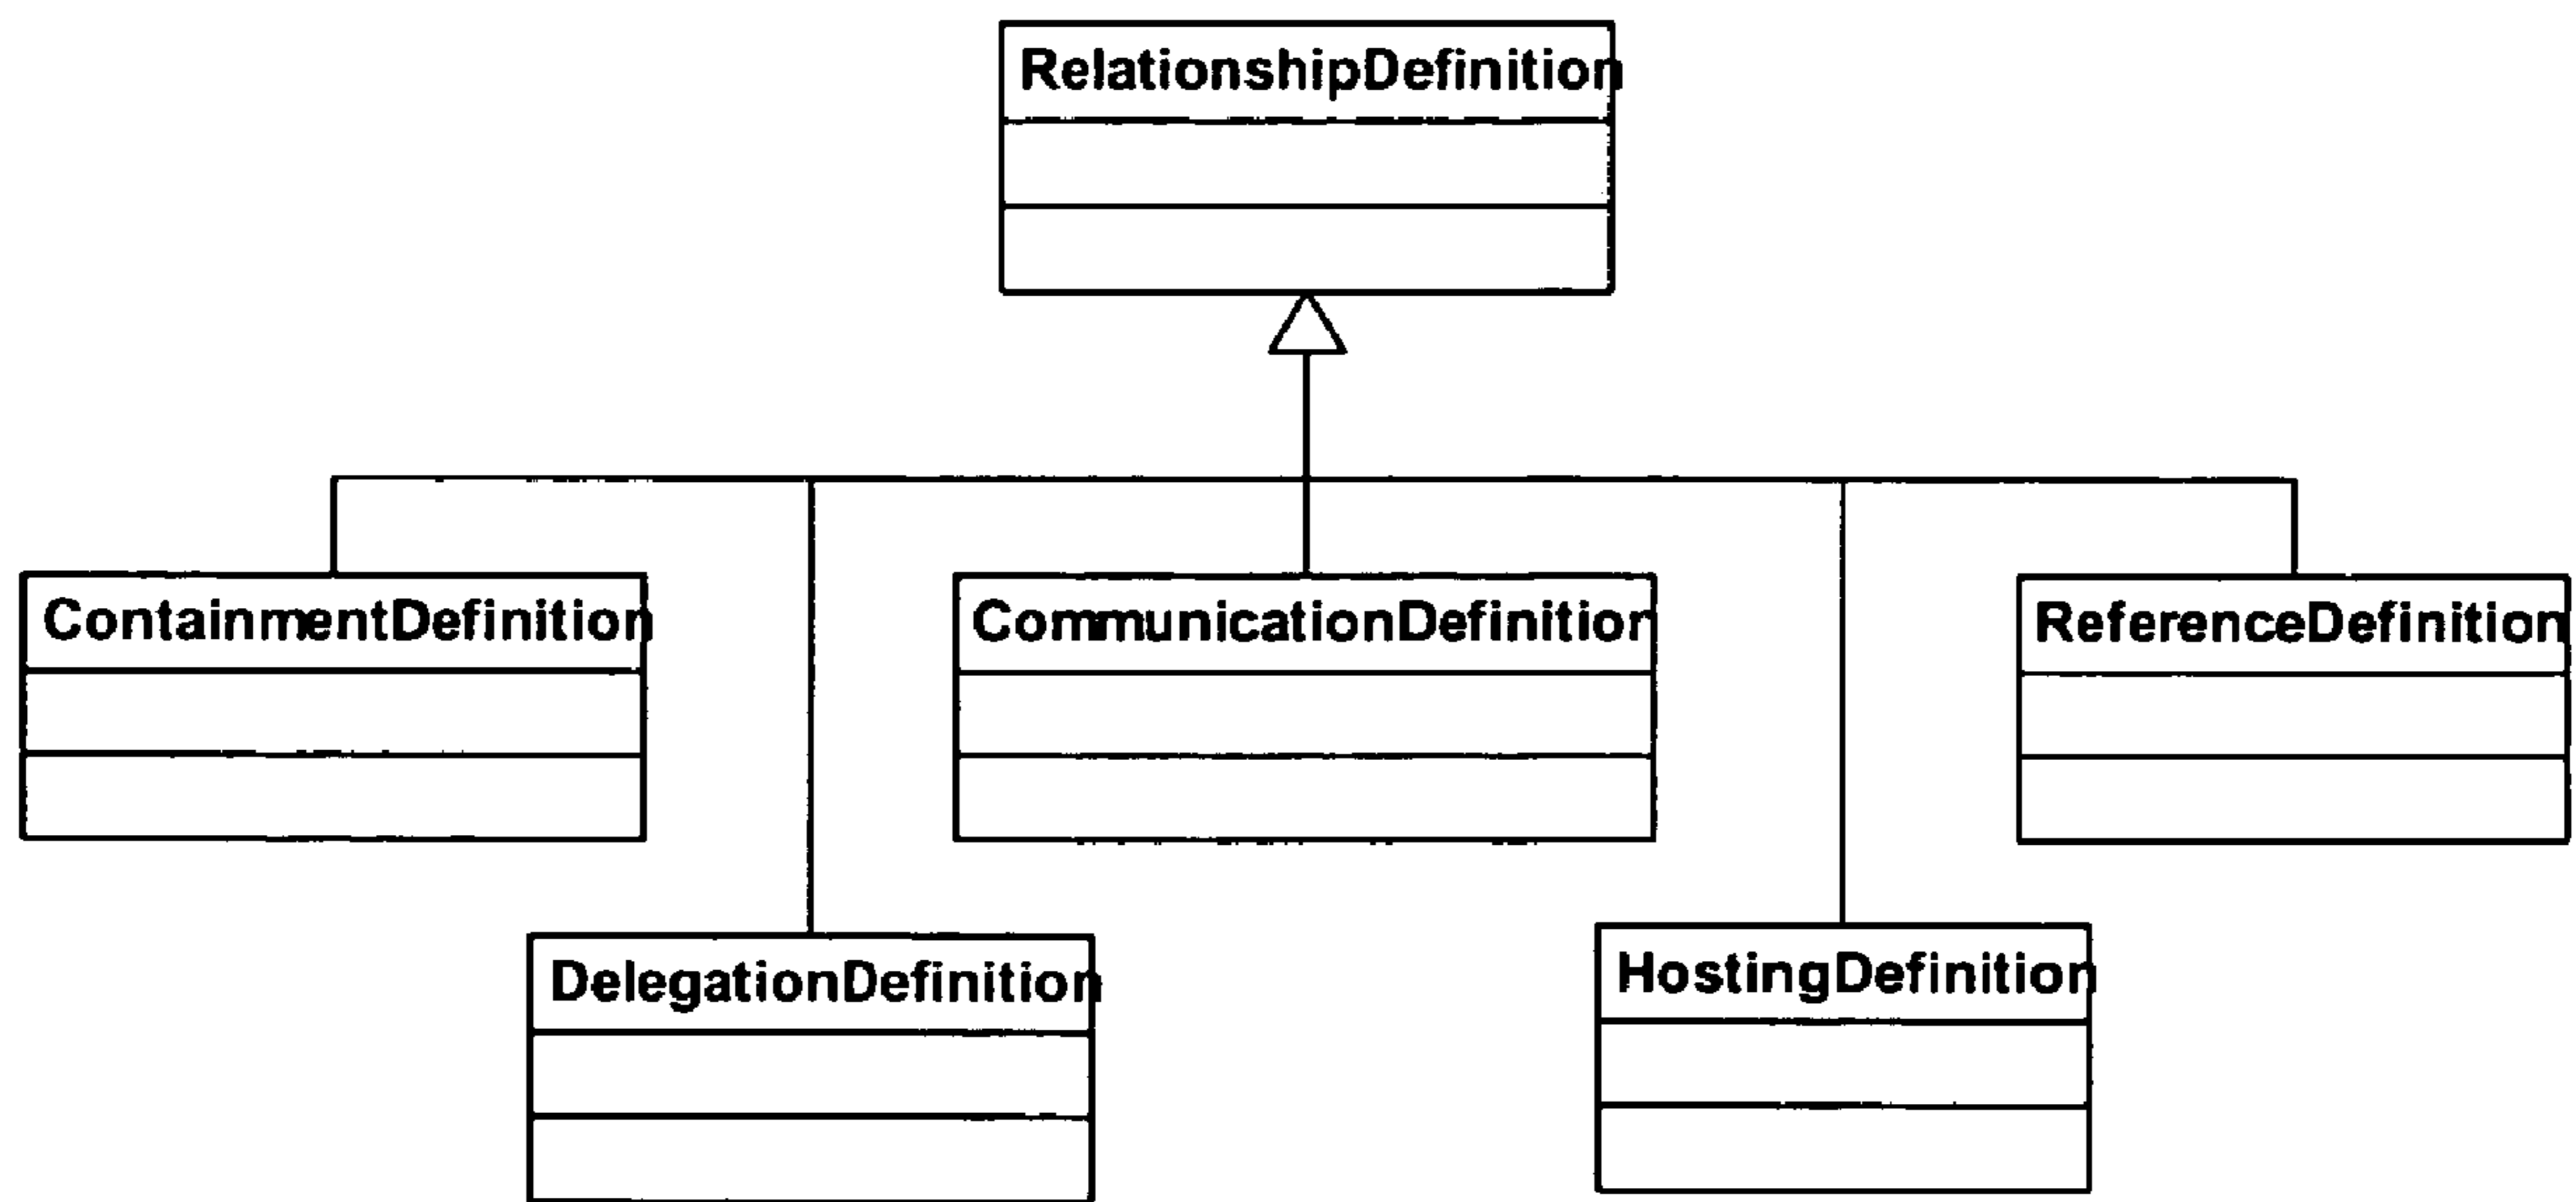 RelationshipDefinition
ContainmentDefinition
CommunicationDefinition
ReferenceDefinition
DelegationDefinition
HostingDefinition